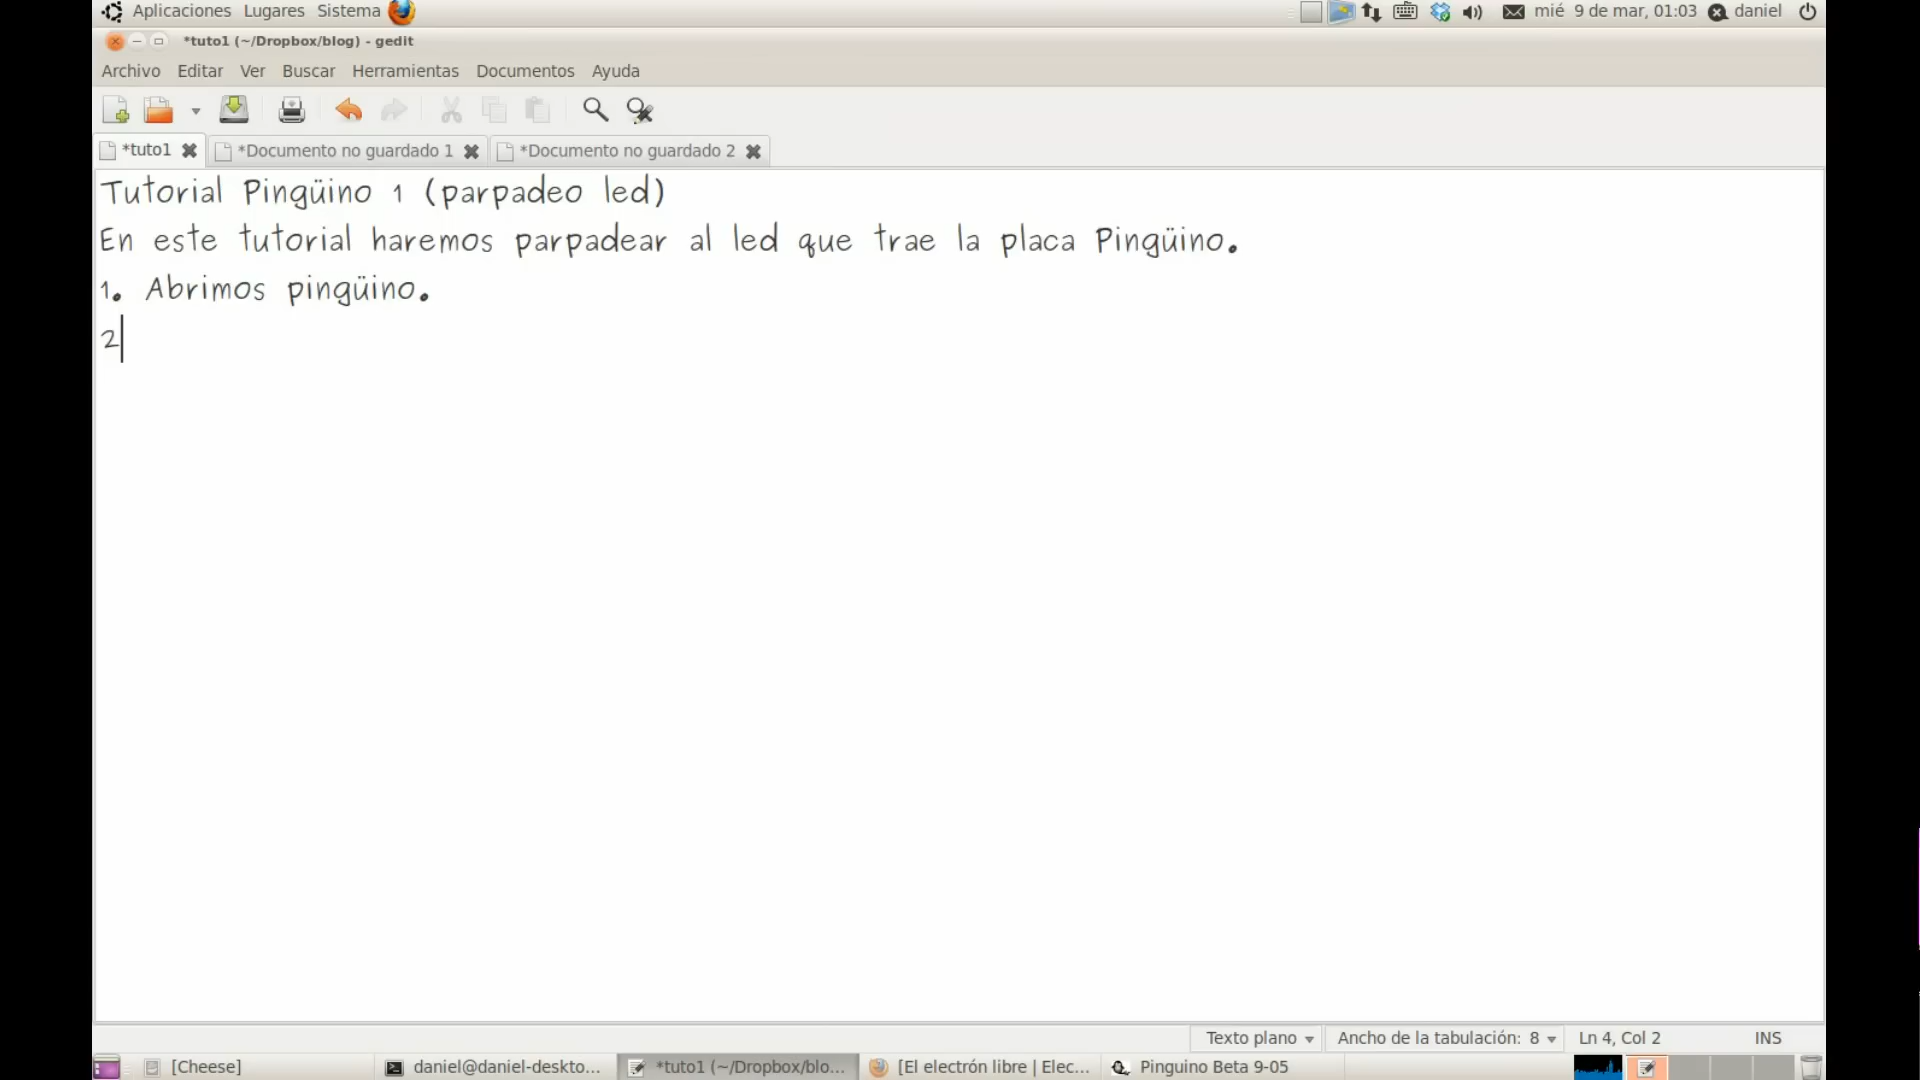 Aplicaciones Lugares Sistema mié 9 de mar, 01:03 daniel
*tuto1 (~/Dropbox/blog) - gedit
Archivo Editar Ver Buscar Herramientas Documentos Ayuda
*tuto1 *Documento no guardado 1 *Documento no guardado 2
Tutorial Pingüino 1 (parpadeo led)
En este tutorial haremos parpadear al led que trae la placa Pingüino.
1. Abrimos pingüino.
2
Texto plano Ancho de la tabulación: 8 Ln 4, Col 2 INS
[Cheese] daniel@daniel-deskto... *tuto1 (~/Dropbox/blo... [El electrón libre | Elec... Pinguino Beta 9-05